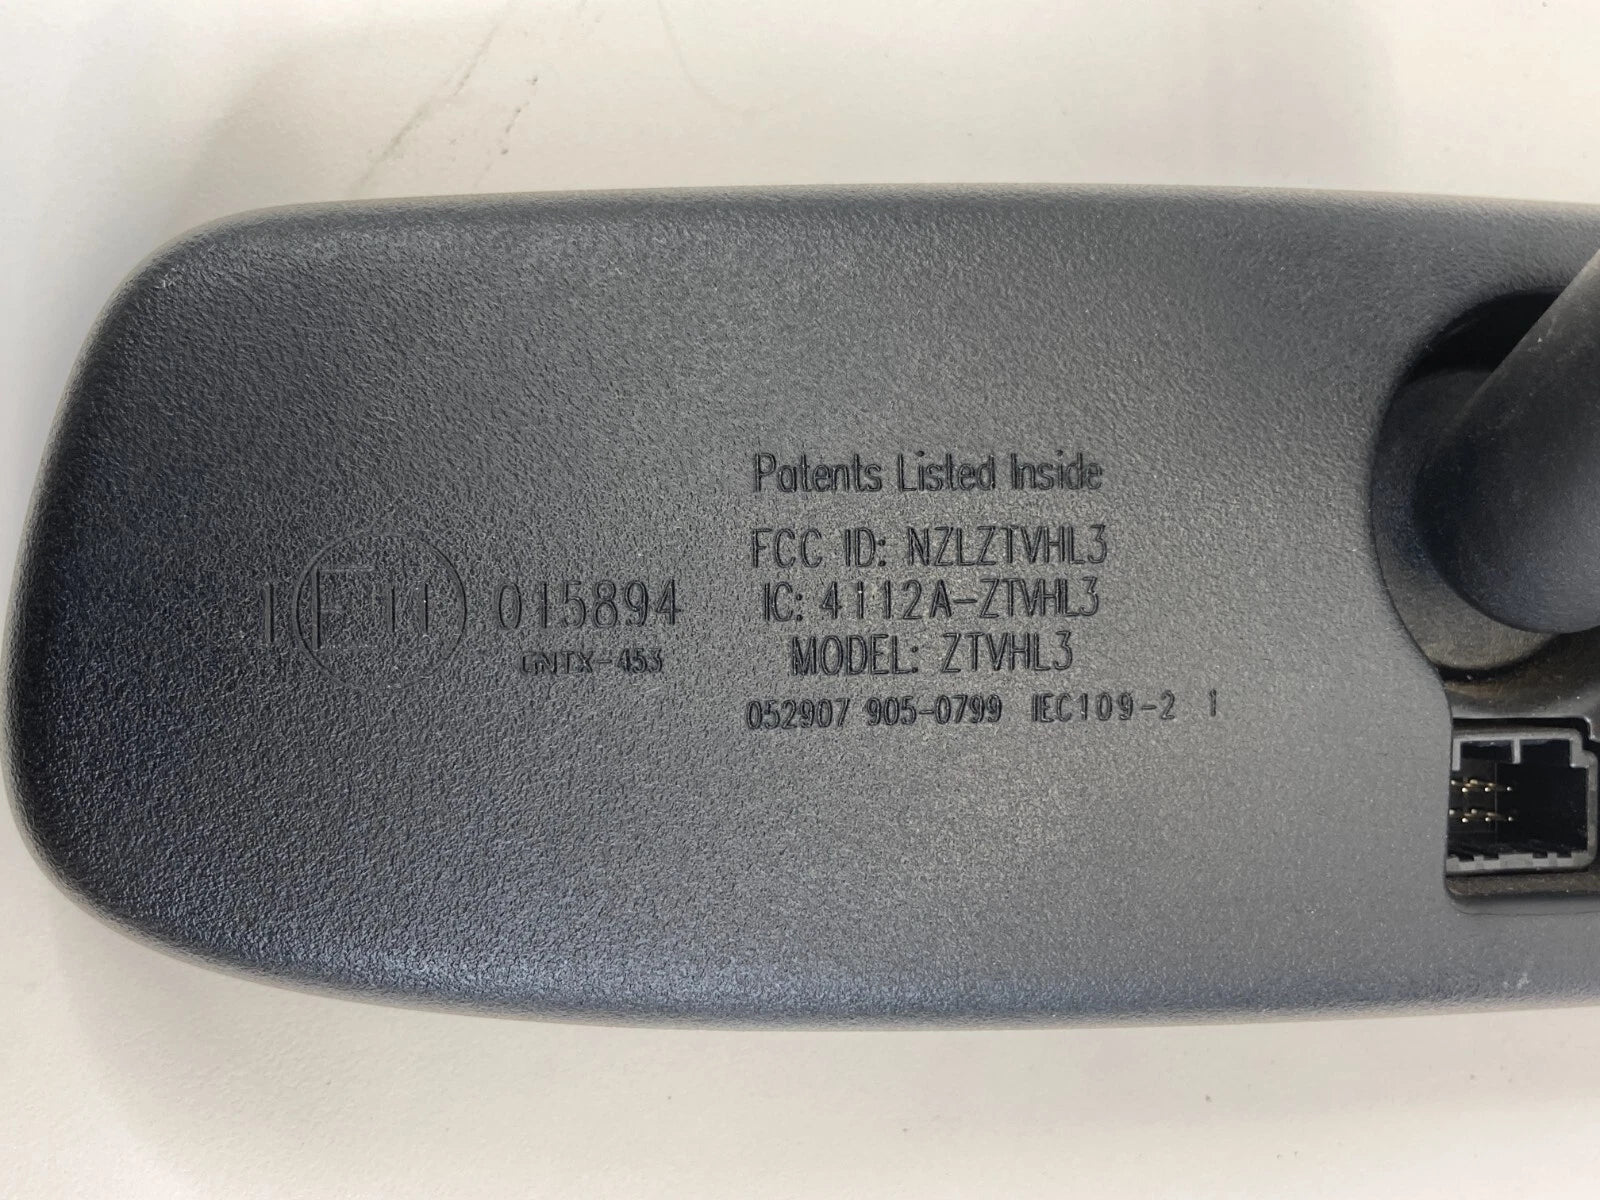 Patents Listed Inside
FCC ID: NZLZTVHL3
IC: 4112A-ZTVHL3
MODEL: ZTVHL3
052907 905-0799 IEC109-2 1
I E11 015894
GNTX-453